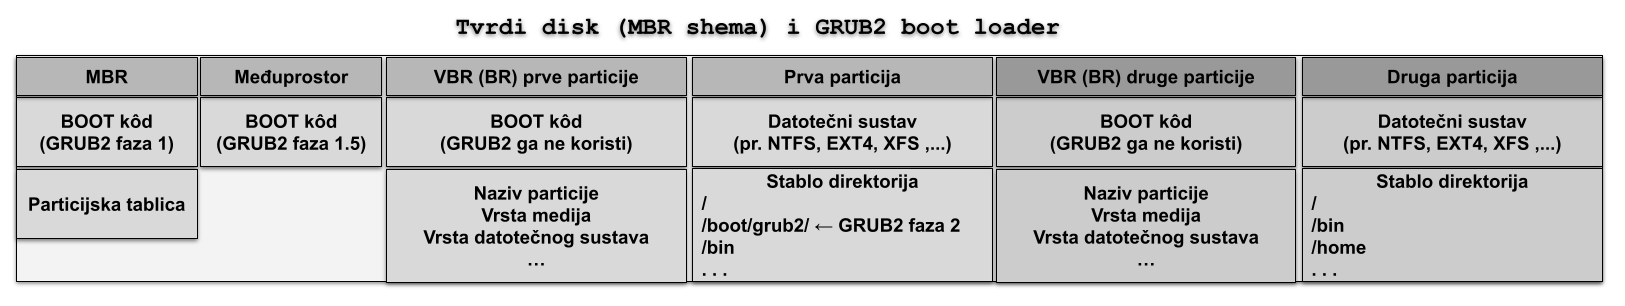 Tvrdi disk (MBR shema) i GRUB2 boot loader
MBR
Međuprostor
VBR (BR) prve particije
Prva particija
VBR (BR) druge particije
Druga particija
BOOT kôd
(GRUB2 faza 1)
BOOT kôd
(GRUB2 faza 1.5)
BOOT kôd
(GRUB2 ga ne koristi)
Datotečni sustav
(pr. NTFS, EXT4, XFS ,...)
BOOT kôd
(GRUB2 ga ne koristi)
Datotečni sustav
(pr. NTFS, EXT4, XFS ,...)
Particijska tablica
Naziv particije
Vrsta medija
Vrsta datotečnog sustava
...
Stablo direktorija
/
/boot/grub2/ ← GRUB2 faza 2
/bin
. . .
Naziv particije
Vrsta medija
Vrsta datotečnog sustava
...
Stablo direktorija
/
/bin
/home
. . .